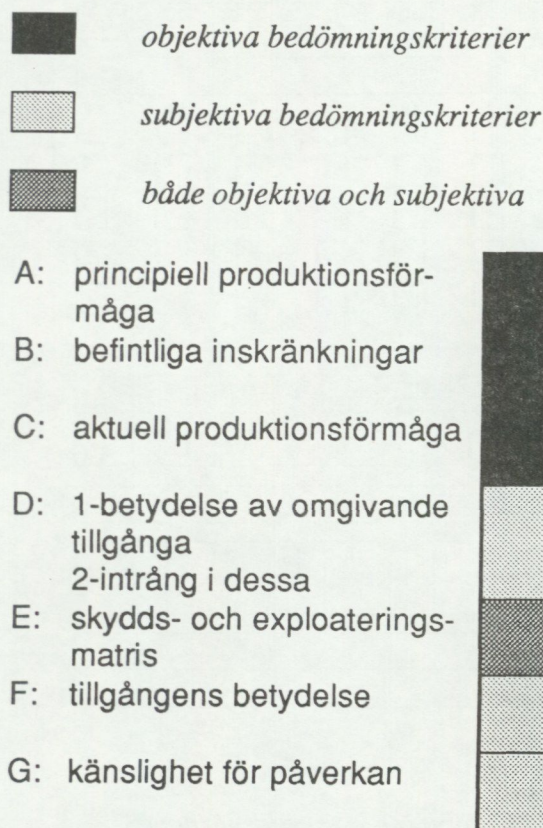 objektiva bedömningskriterier
subjektiva bedömningskriterier
både objektiva och subjektiva
A: principiell produktionsför-
måga
B: befintliga inskränkningar
C: aktuell produktionsförmåga
D: 1-betydelse av omgivande
tillgånga
2-intrång i dessa
E: skydds- och exploaterings-
matris
F: tillgångens betydelse
G: känslighet för påverkan